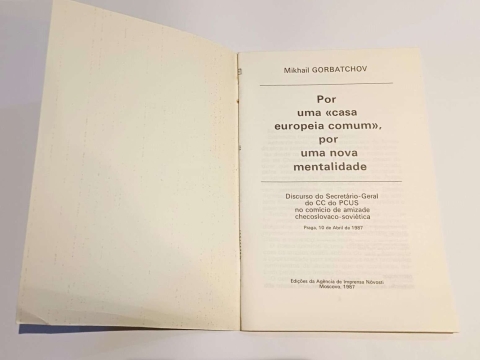 Mikhail GORBATCHOV
Por
uma «casa
europeia comum»,
por
uma nova
mentalidade
Discurso do Secretário-Geral
do CC do PCUS
no comício de amizade
checoslovaco-soviética
Praga, 10 de Abril de 1987
Edições da Agência de Imprensa Nóvosti
Moscovo, 1987